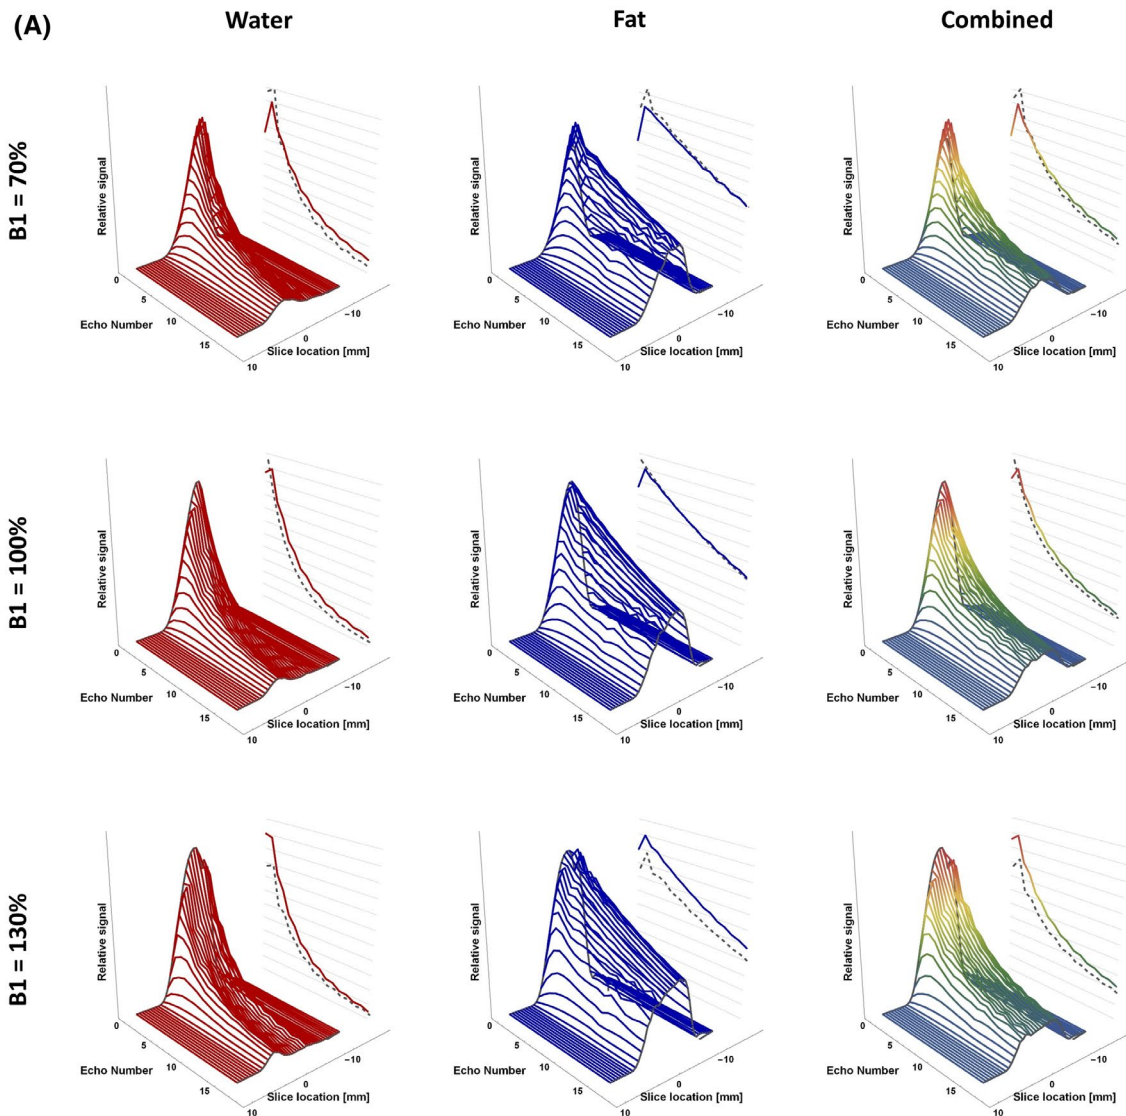 (A)
Water
Fat
Combined
B1 = 70%
Relative signal
0
5
10
15
Echo Number
10
0
−10
Slice location [mm]
Relative signal
0
5
10
15
Echo Number
10
0
−10
Slice location [mm]
Relative signal
0
5
10
15
Echo Number
10
0
−10
Slice location [mm]
B1 = 100%
Relative signal
0
5
10
15
Echo Number
10
0
−10
Slice location [mm]
Relative signal
0
5
10
15
Echo Number
10
0
−10
Slice location [mm]
Relative signal
0
5
10
15
Echo Number
10
0
−10
Slice location [mm]
B1 = 130%
Relative signal
0
5
10
15
Echo Number
10
0
−10
Slice location [mm]
Relative signal
0
5
10
15
Echo Number
10
0
−10
Slice location [mm]
Relative signal
0
5
10
15
Echo Number
10
0
−10
Slice location [mm]